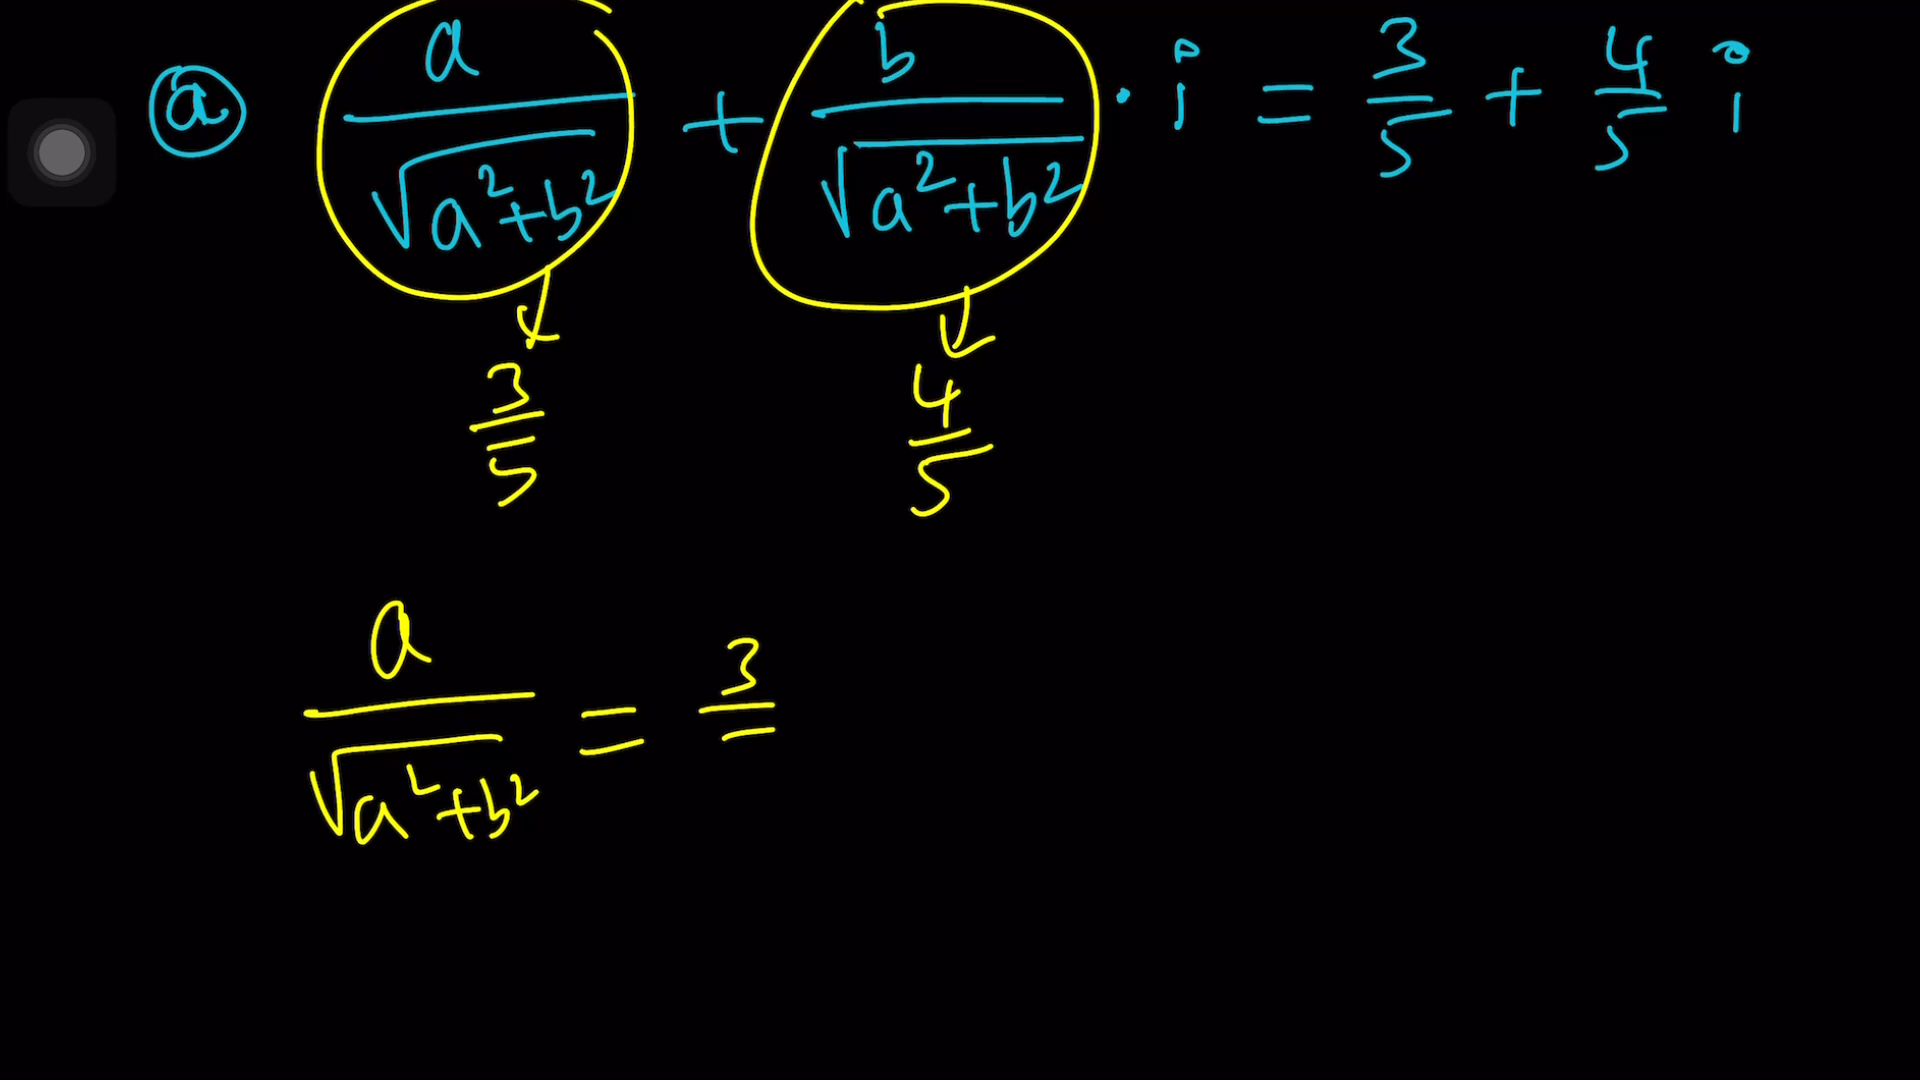 ⓐ a/√(a²+b²) + b/√(a²+b²) · i = 3/5 + 4/5 i
3/5 4/5
a/√(a²+b²) = 3/